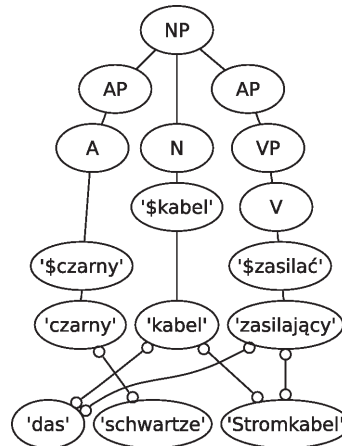 NP
AP AP
A N VP
'$kabel' V
'$czarny' '$zasilać'
'czarny' 'kabel' 'zasilający'
'das' 'schwartze' 'Stromkabel'